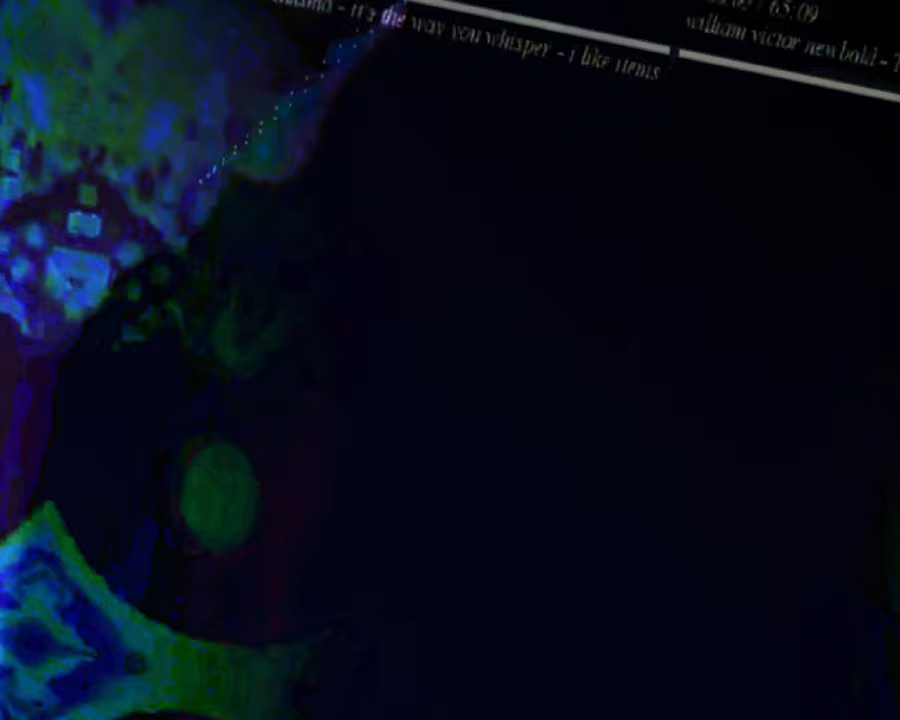 65:09
william victor newbold -
- it's the way you whisper - i like items